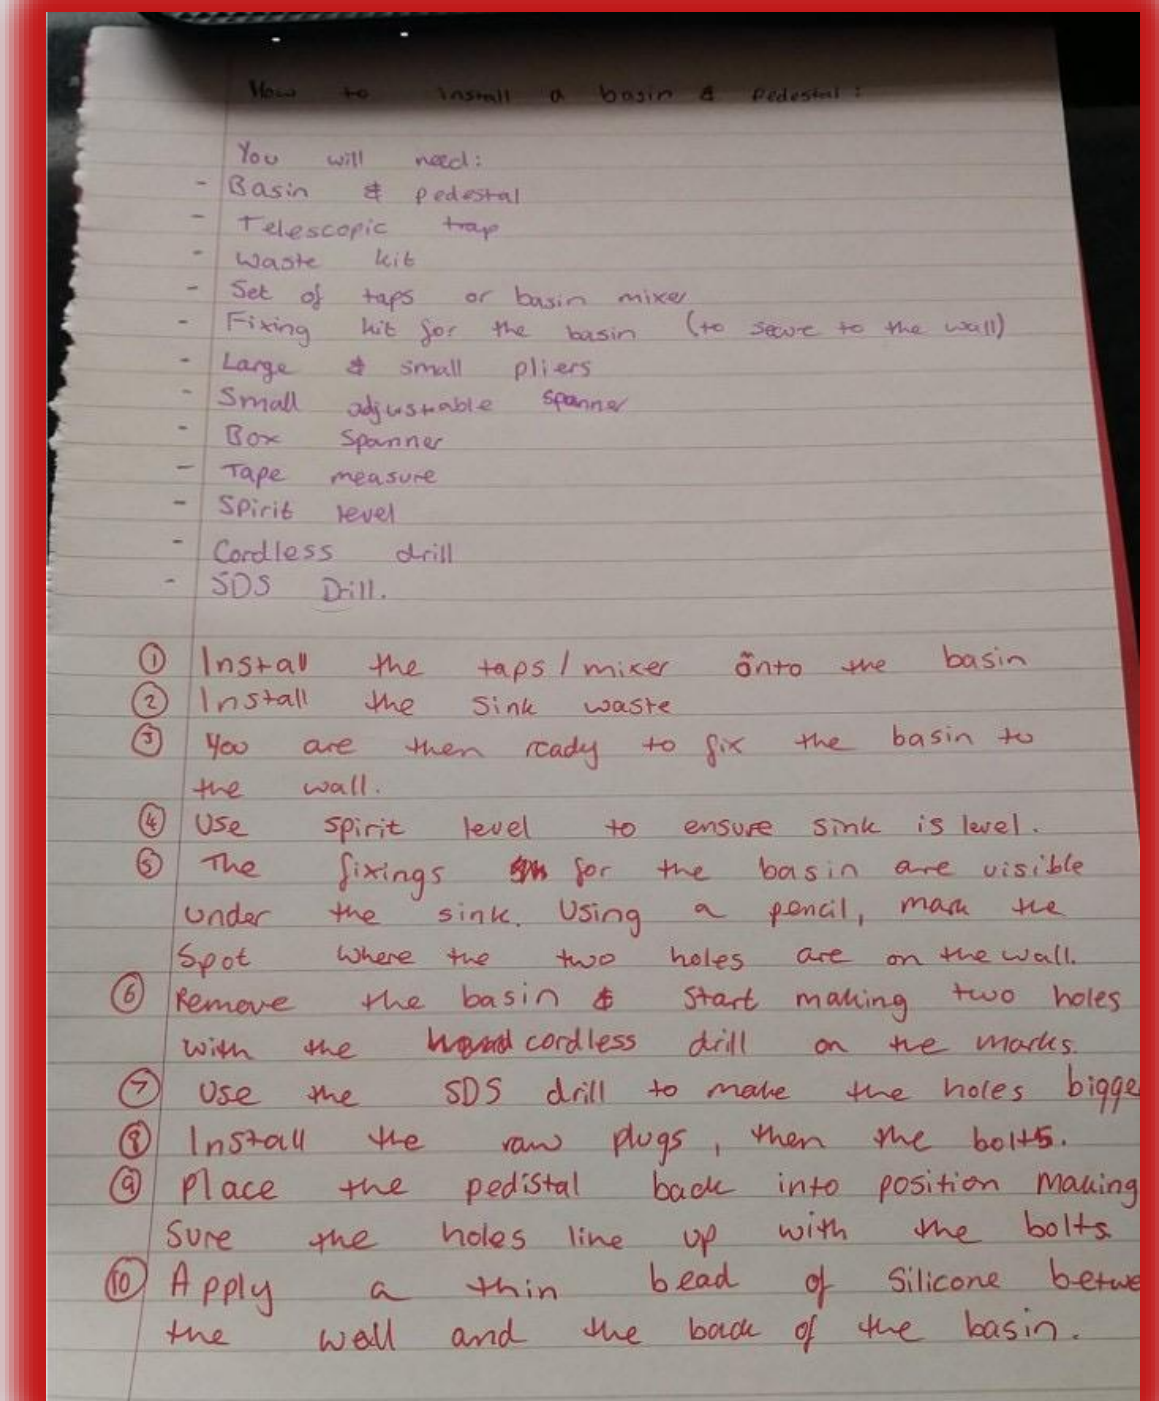 How to install a basin & pedestal:
You will need:
- Basin & pedestal
- Telescopic trap
- Waste kit
- Set of taps or basin mixer
- Fixing kit for the basin (to secure to the wall)
- Large & small pliers
- Small adjustable spanner
- Box spanner
- Tape measure
- Spirit level
- Cordless drill
- SDS Drill.
① Install the taps/mixer onto the basin
② Install the sink waste
③ You are then ready to fix the basin to
the wall.
④ Use spirit level to ensure sink is level.
⑤ The fixings for the basin are visible
under the sink. Using a pencil, mark the
spot where the two holes are on the wall.
⑥ Remove the basin & start making two holes
with the cordless drill on the marks.
⑦ Use the SDS drill to make the holes bigge
⑧ Install the raw plugs, then the bolts.
⑨ Place the pedistal back into position making
sure the holes line up with the bolts
⑩ Apply a thin bead of silicone betwe
the wall and the back of the basin.